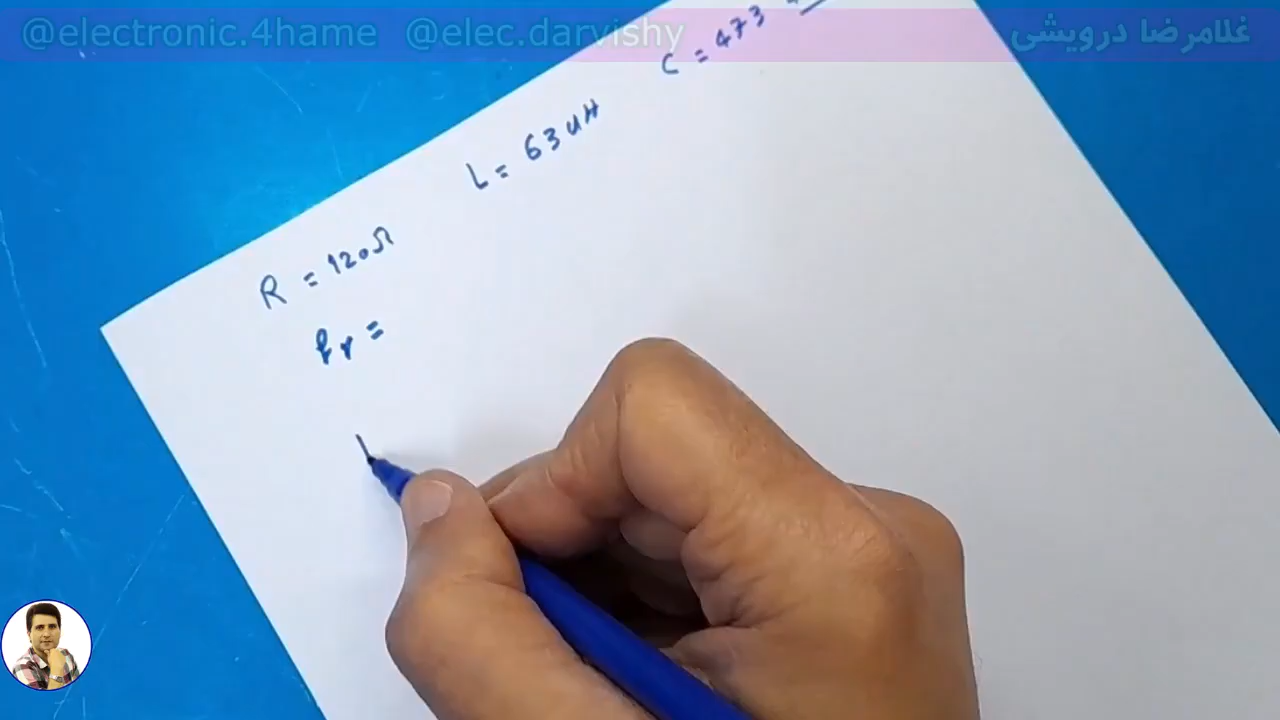 @electronic.4hame @elec.darvishy غلامرضا درویشی
R = 120Ω L = 63uH C = 473
fr =